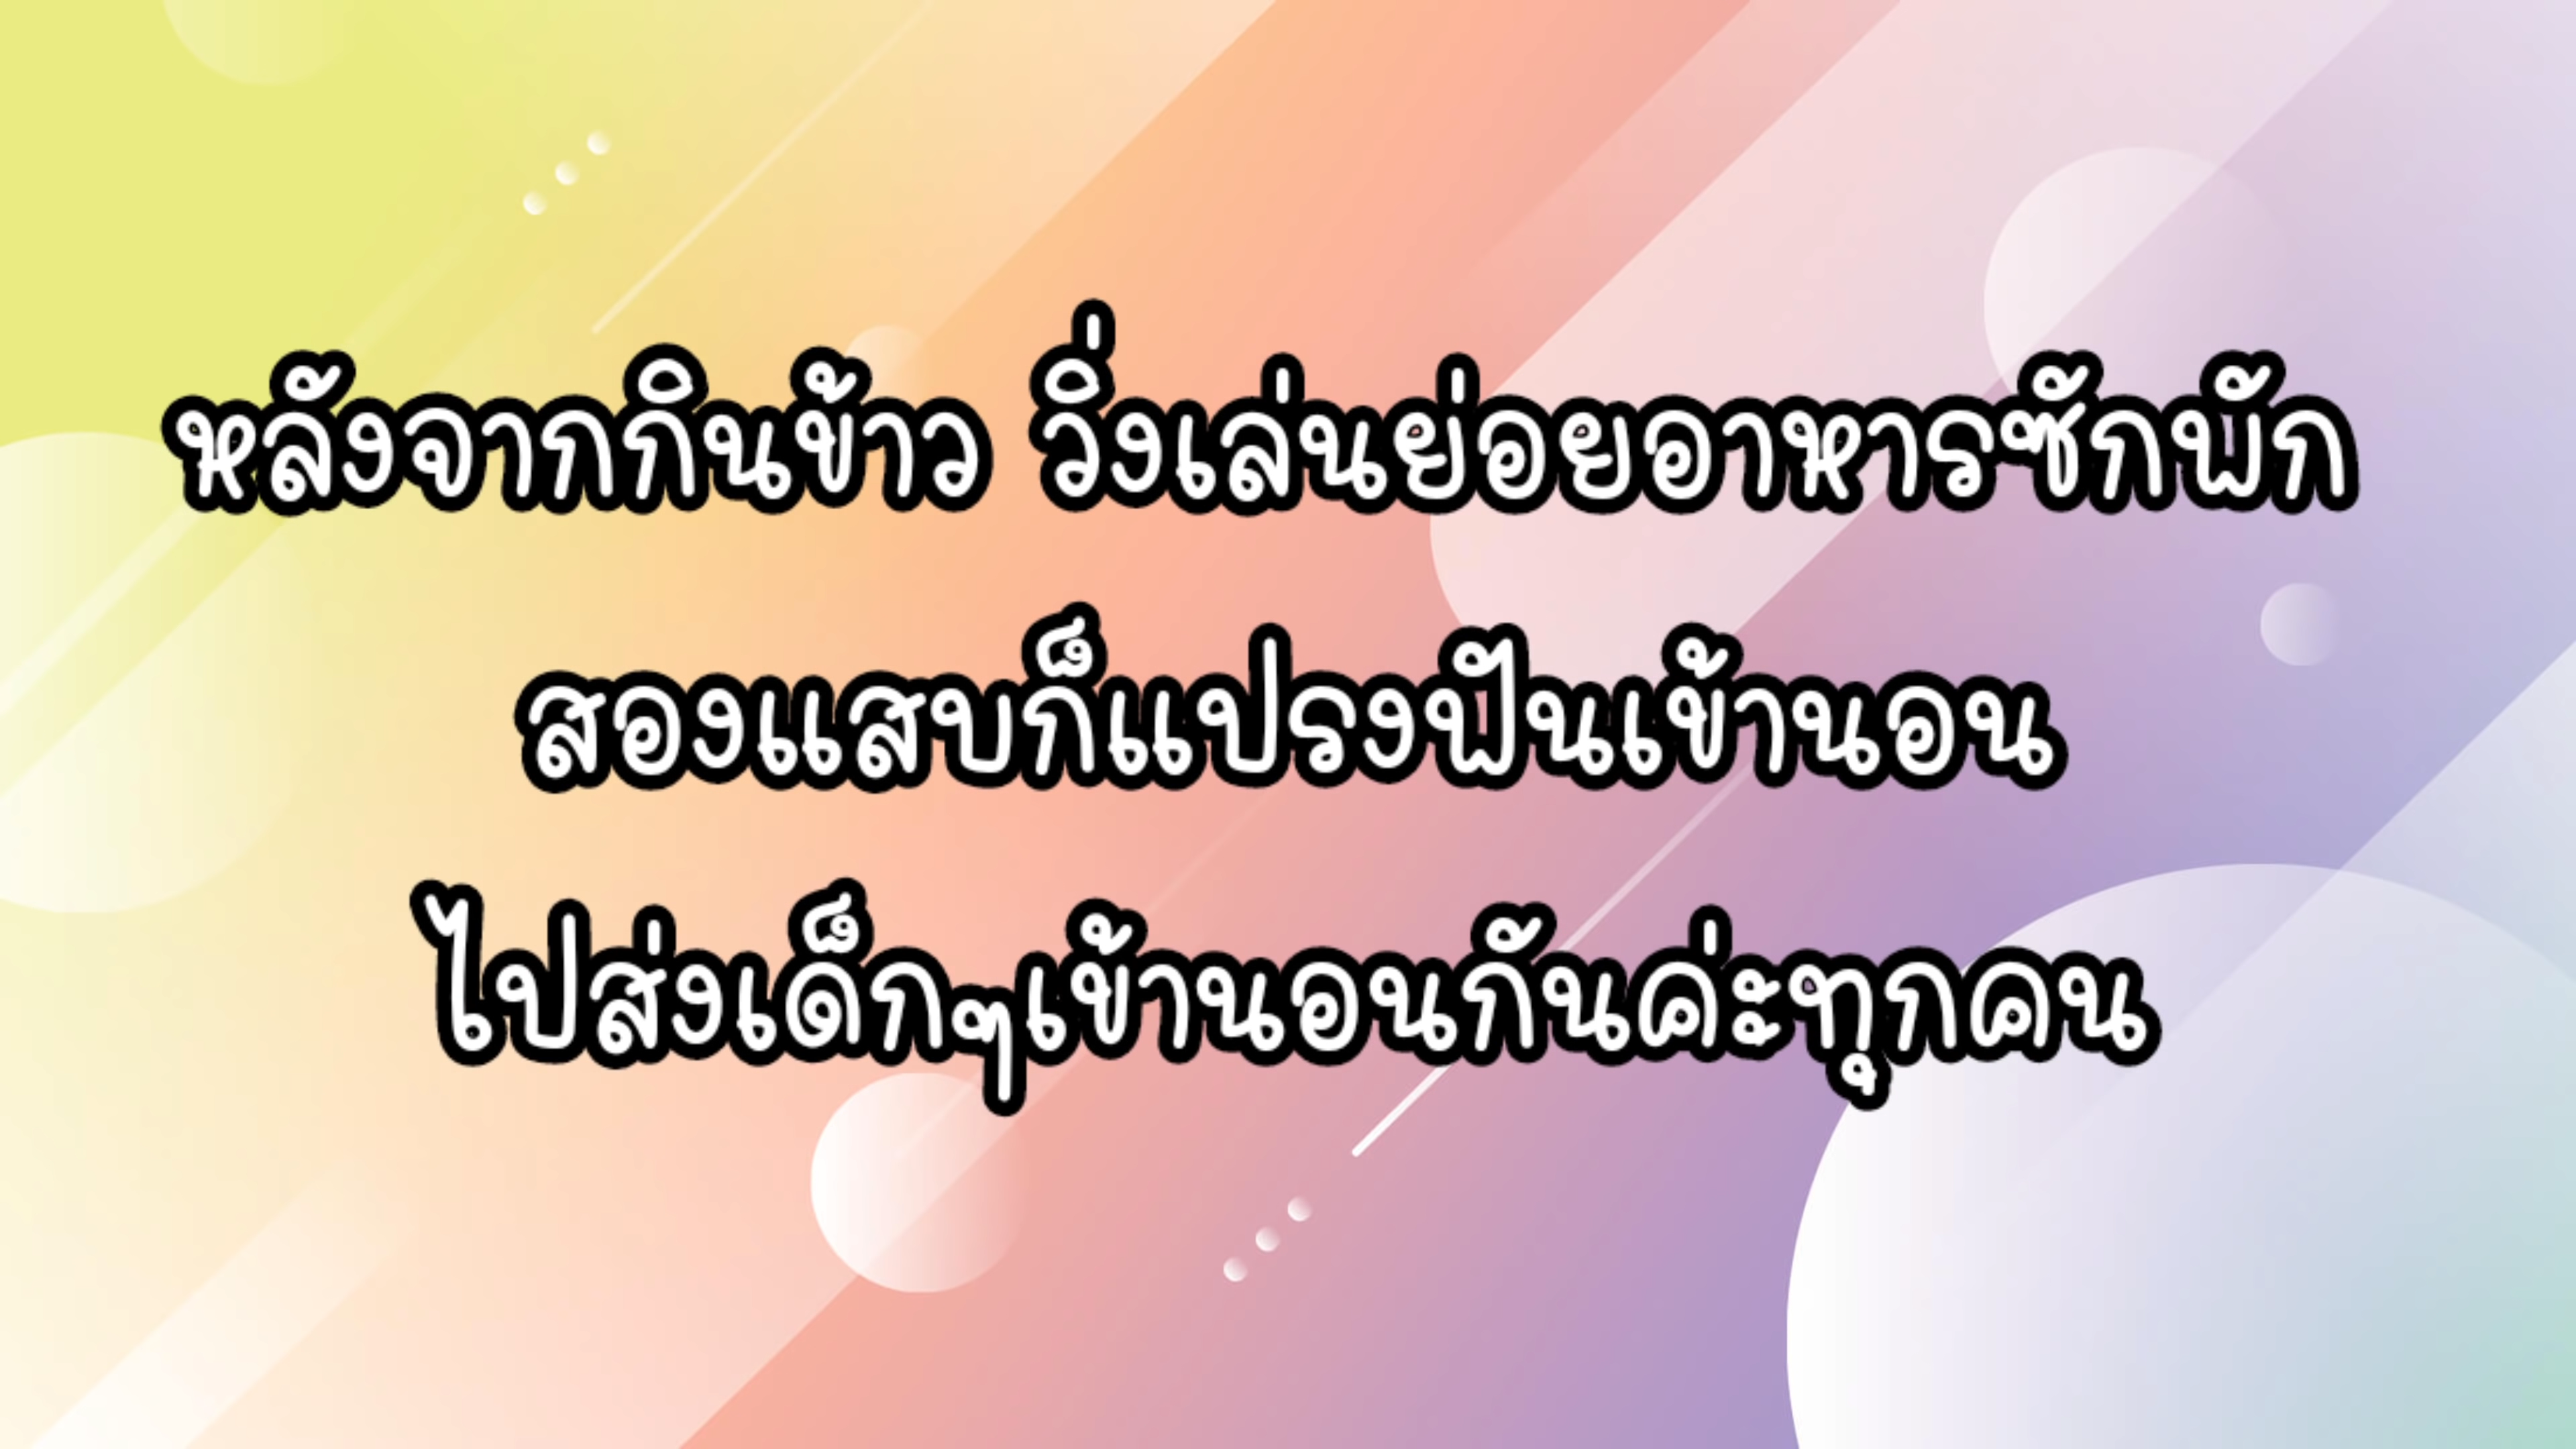 หลังจากกินข้าว วิ่งเล่นย่อยอาหารซักพัก
สองแสบก็แปรงฟันเข้านอน
ไปส่งเด็กๆเข้านอนกันค่ะทุกคน